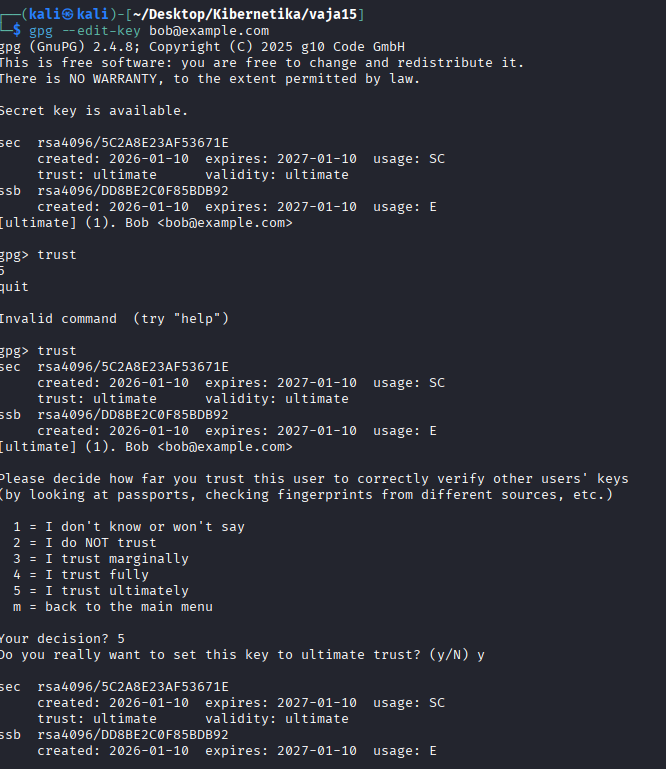 (kali㉿kali)-[~/Desktop/Kibernetika/vaja15]
$ gpg --edit-key bob@example.com
gpg (GnuPG) 2.4.8; Copyright (C) 2025 g10 Code GmbH
This is free software: you are free to change and redistribute it.
There is NO WARRANTY, to the extent permitted by law.

Secret key is available.

sec  rsa4096/5C2A8E23AF53671E
     created: 2026-01-10  expires: 2027-01-10  usage: SC
     trust: ultimate      validity: ultimate
ssb  rsa4096/DD8BE2C0F85BDB92
     created: 2026-01-10  expires: 2027-01-10  usage: E
[ultimate] (1). Bob <bob@example.com>

gpg> trust
5
quit

Invalid command  (try "help")

gpg> trust
sec  rsa4096/5C2A8E23AF53671E
     created: 2026-01-10  expires: 2027-01-10  usage: SC
     trust: ultimate      validity: ultimate
ssb  rsa4096/DD8BE2C0F85BDB92
     created: 2026-01-10  expires: 2027-01-10  usage: E
[ultimate] (1). Bob <bob@example.com>

Please decide how far you trust this user to correctly verify other users' keys
(by looking at passports, checking fingerprints from different sources, etc.)

  1 = I don't know or won't say
  2 = I do NOT trust
  3 = I trust marginally
  4 = I trust fully
  5 = I trust ultimately
  m = back to the main menu

Your decision? 5
Do you really want to set this key to ultimate trust? (y/N) y

sec  rsa4096/5C2A8E23AF53671E
     created: 2026-01-10  expires: 2027-01-10  usage: SC
     trust: ultimate      validity: ultimate
ssb  rsa4096/DD8BE2C0F85BDB92
     created: 2026-01-10  expires: 2027-01-10  usage: E